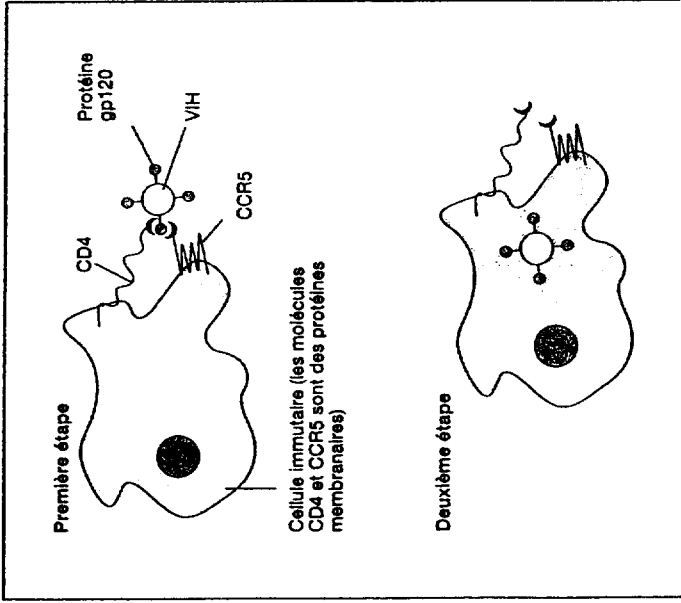 Première étape
Protéine
gp120
CD4
VIH
CCR5
Cellule immutaire (les molécules
CD4 et CCR5 sont des protéines
membranaires)
Deuxième étape